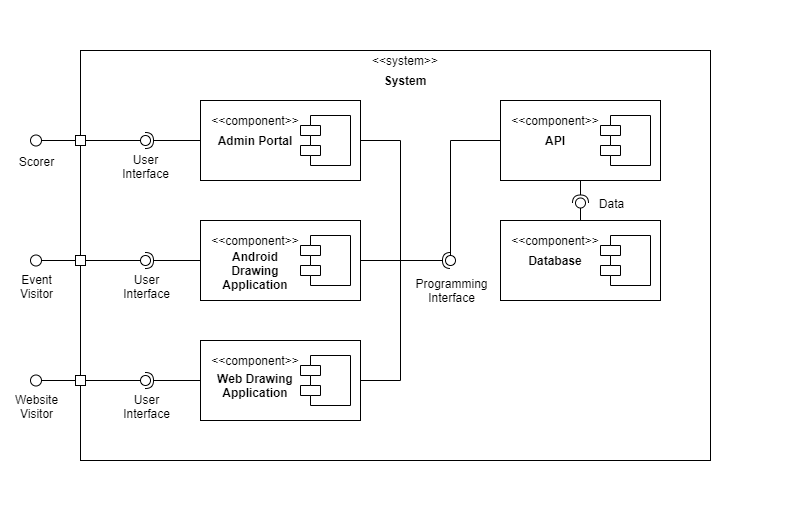 <<system>>
System
<<component>>
Admin Portal
<<component>>
API
Scorer
User
Interface
Data
<<component>>
Android
Drawing
Application
<<component>>
Database
Event
Visitor
User
Interface
Programming
Interface
<<component>>
Web Drawing
Application
Website
Visitor
User
Interface